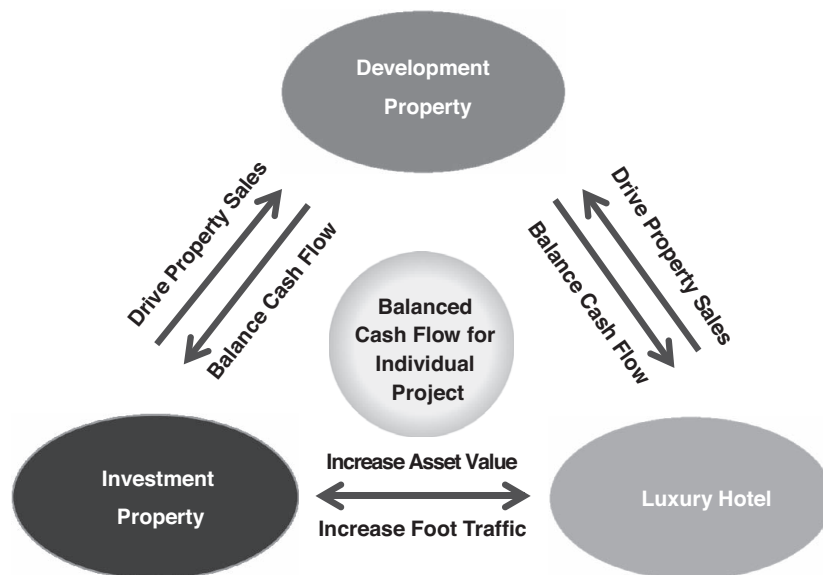 Development
Property
Drive Property Sales
Balance Cash Flow
Balance Cash Flow
Drive Property Sales
Balanced
Cash Flow for
Individual
Project
Investment
Property
Increase Asset Value
Increase Foot Traffic
Luxury Hotel